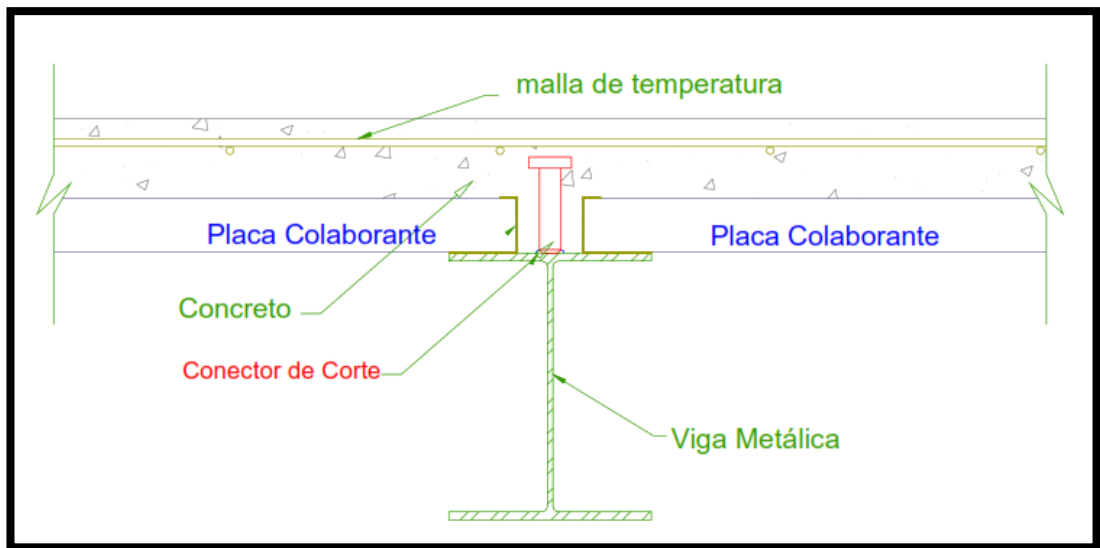 malla de temperatura
Placa Colaborante
Placa Colaborante
Concreto
Conector de Corte
Viga Metálica